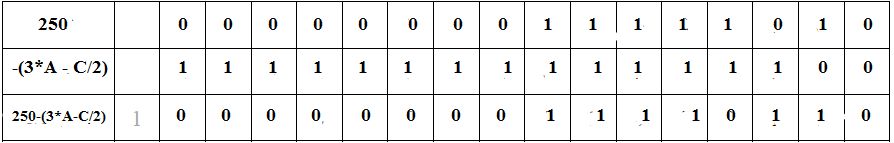 250 0 0 0 0 0 0 0 0 1 1 1 1 1 0 1 0
-(3*A - C/2) 1 1 1 1 1 1 1 1 1 1 1 1 1 1 0 0
250-(3*A-C/2) 1 0 0 0 0 0 0 0 0 1 1 1 1 0 1 1 0